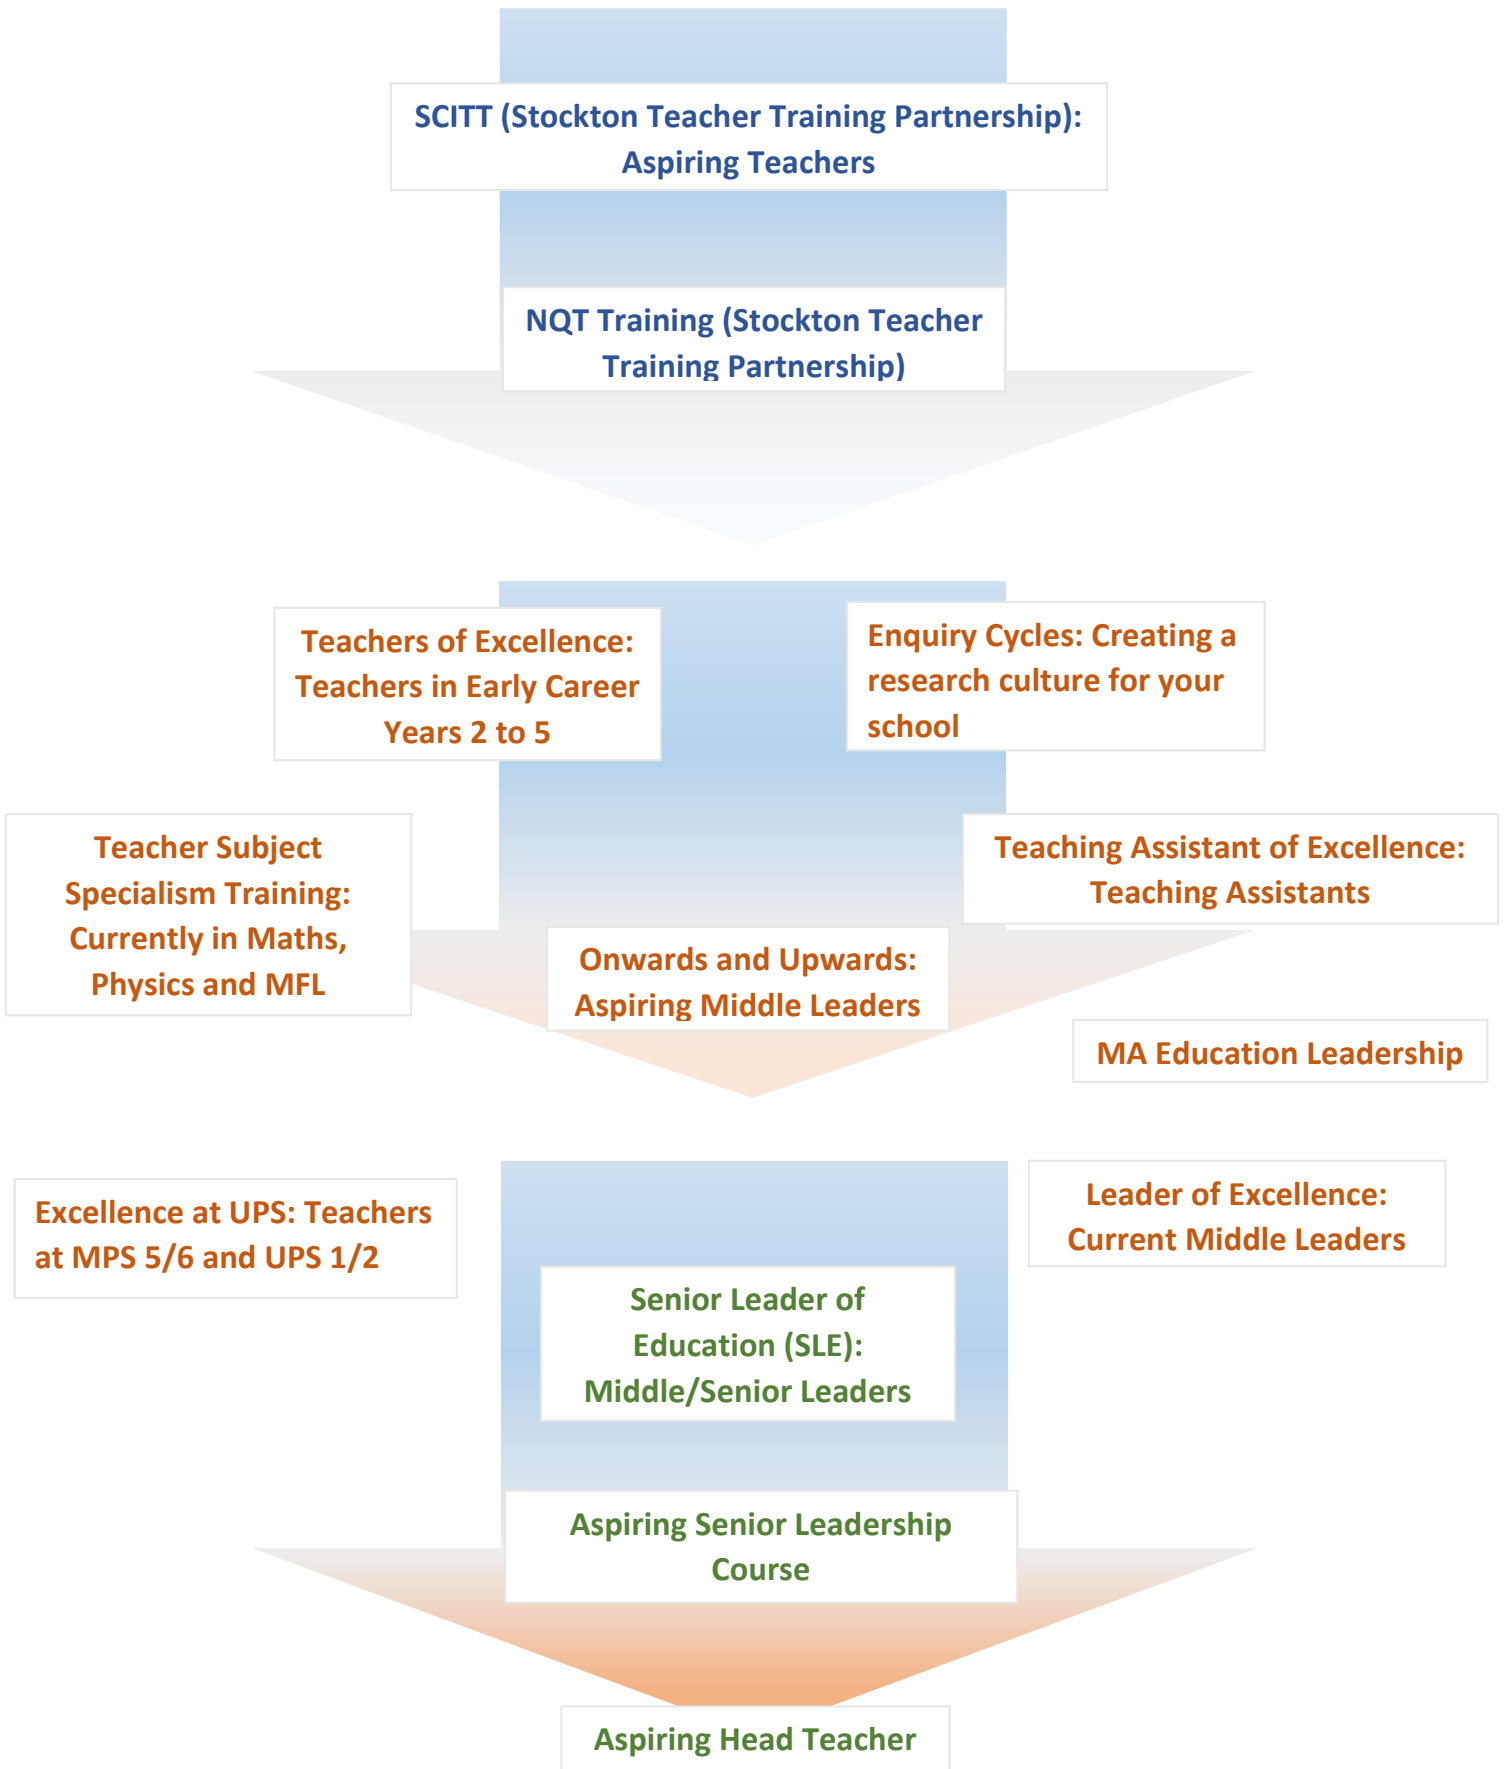 SCITT (Stockton Teacher Training Partnership):
Aspiring Teachers
NQT Training (Stockton Teacher
Training Partnership)
Teachers of Excellence:
Teachers in Early Career
Years 2 to 5
Enquiry Cycles: Creating a
research culture for your
school
Teacher Subject
Specialism Training:
Currently in Maths,
Physics and MFL
Teaching Assistant of Excellence:
Teaching Assistants
Onwards and Upwards:
Aspiring Middle Leaders
MA Education Leadership
Excellence at UPS: Teachers
at MPS 5/6 and UPS 1/2
Leader of Excellence:
Current Middle Leaders
Senior Leader of
Education (SLE):
Middle/Senior Leaders
Aspiring Senior Leadership
Course
Aspiring Head Teacher